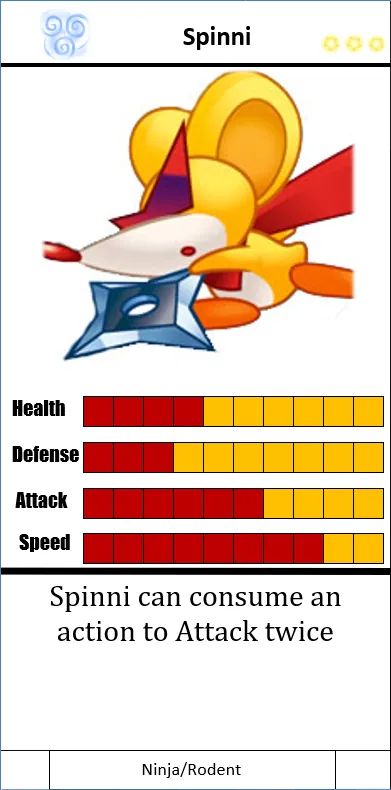 Spinni
Health
Defense
Attack
Speed
Spinni can consume an
action to Attack twice
Ninja/Rodent